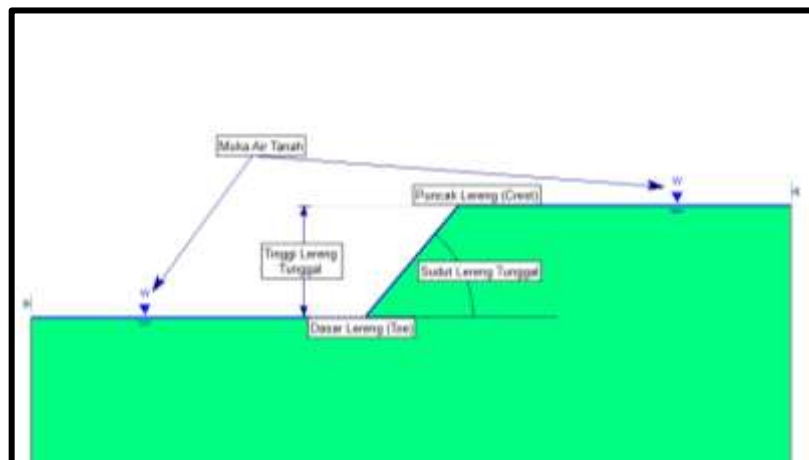 Muka Air Tanah
W
Puncak Lereng (Crest)
Tinggi Lereng
Tunggal
Sudut Lereng Tunggal
W
Dasar Lereng (Toe)